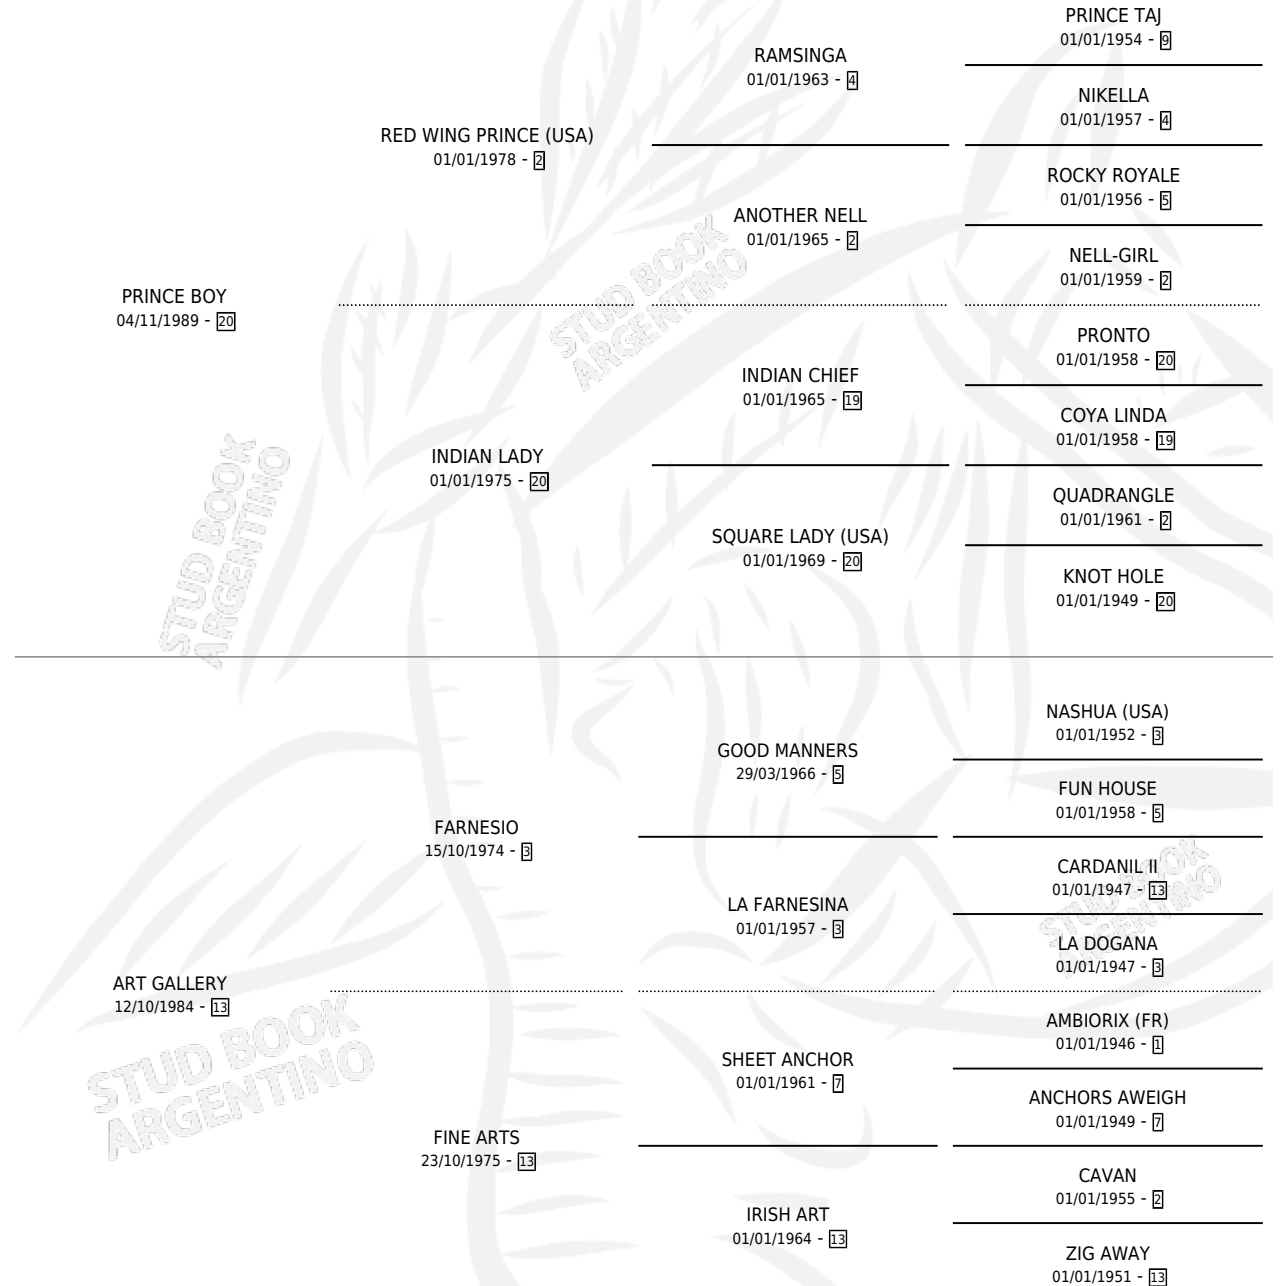 PRINCE TAJ
01/01/1954 - 9
RAMSINGA
01/01/1963 - 4
NIKELLA
01/01/1957 - 4
RED WING PRINCE (USA)
01/01/1978 - 2
ROCKY ROYALE
01/01/1956 - 5
ANOTHER NELL
01/01/1965 - 2
NELL-GIRL
01/01/1959 - 2
PRINCE BOY
04/11/1989 - 20
PRONTO
01/01/1958 - 20
INDIAN CHIEF
01/01/1965 - 19
COYA LINDA
01/01/1958 - 19
INDIAN LADY
01/01/1975 - 20
QUADRANGLE
01/01/1961 - 2
SQUARE LADY (USA)
01/01/1969 - 20
KNOT HOLE
01/01/1949 - 20
STUD BOOK
ARGENTINO
STUD BOOK
ARGENTINO
NASHUA (USA)
01/01/1952 - 3
GOOD MANNERS
29/03/1966 - 5
FUN HOUSE
01/01/1958 - 5
FARNESIO
15/10/1974 - 3
CARDANIL II
01/01/1947 - 13
LA FARNESINA
01/01/1957 - 3
LA DOGANA
01/01/1947 - 3
STUD BOOK
ARGENTINO
ART GALLERY
12/10/1984 - 13
AMBIORIX (FR)
01/01/1946 - 1
SHEET ANCHOR
01/01/1961 - 7
ANCHORS AWEIGH
01/01/1949 - 7
STUD BOOK
ARGENTINO
FINE ARTS
23/10/1975 - 13
CAVAN
01/01/1955 - 2
IRISH ART
01/01/1964 - 13
ZIG AWAY
01/01/1951 - 13